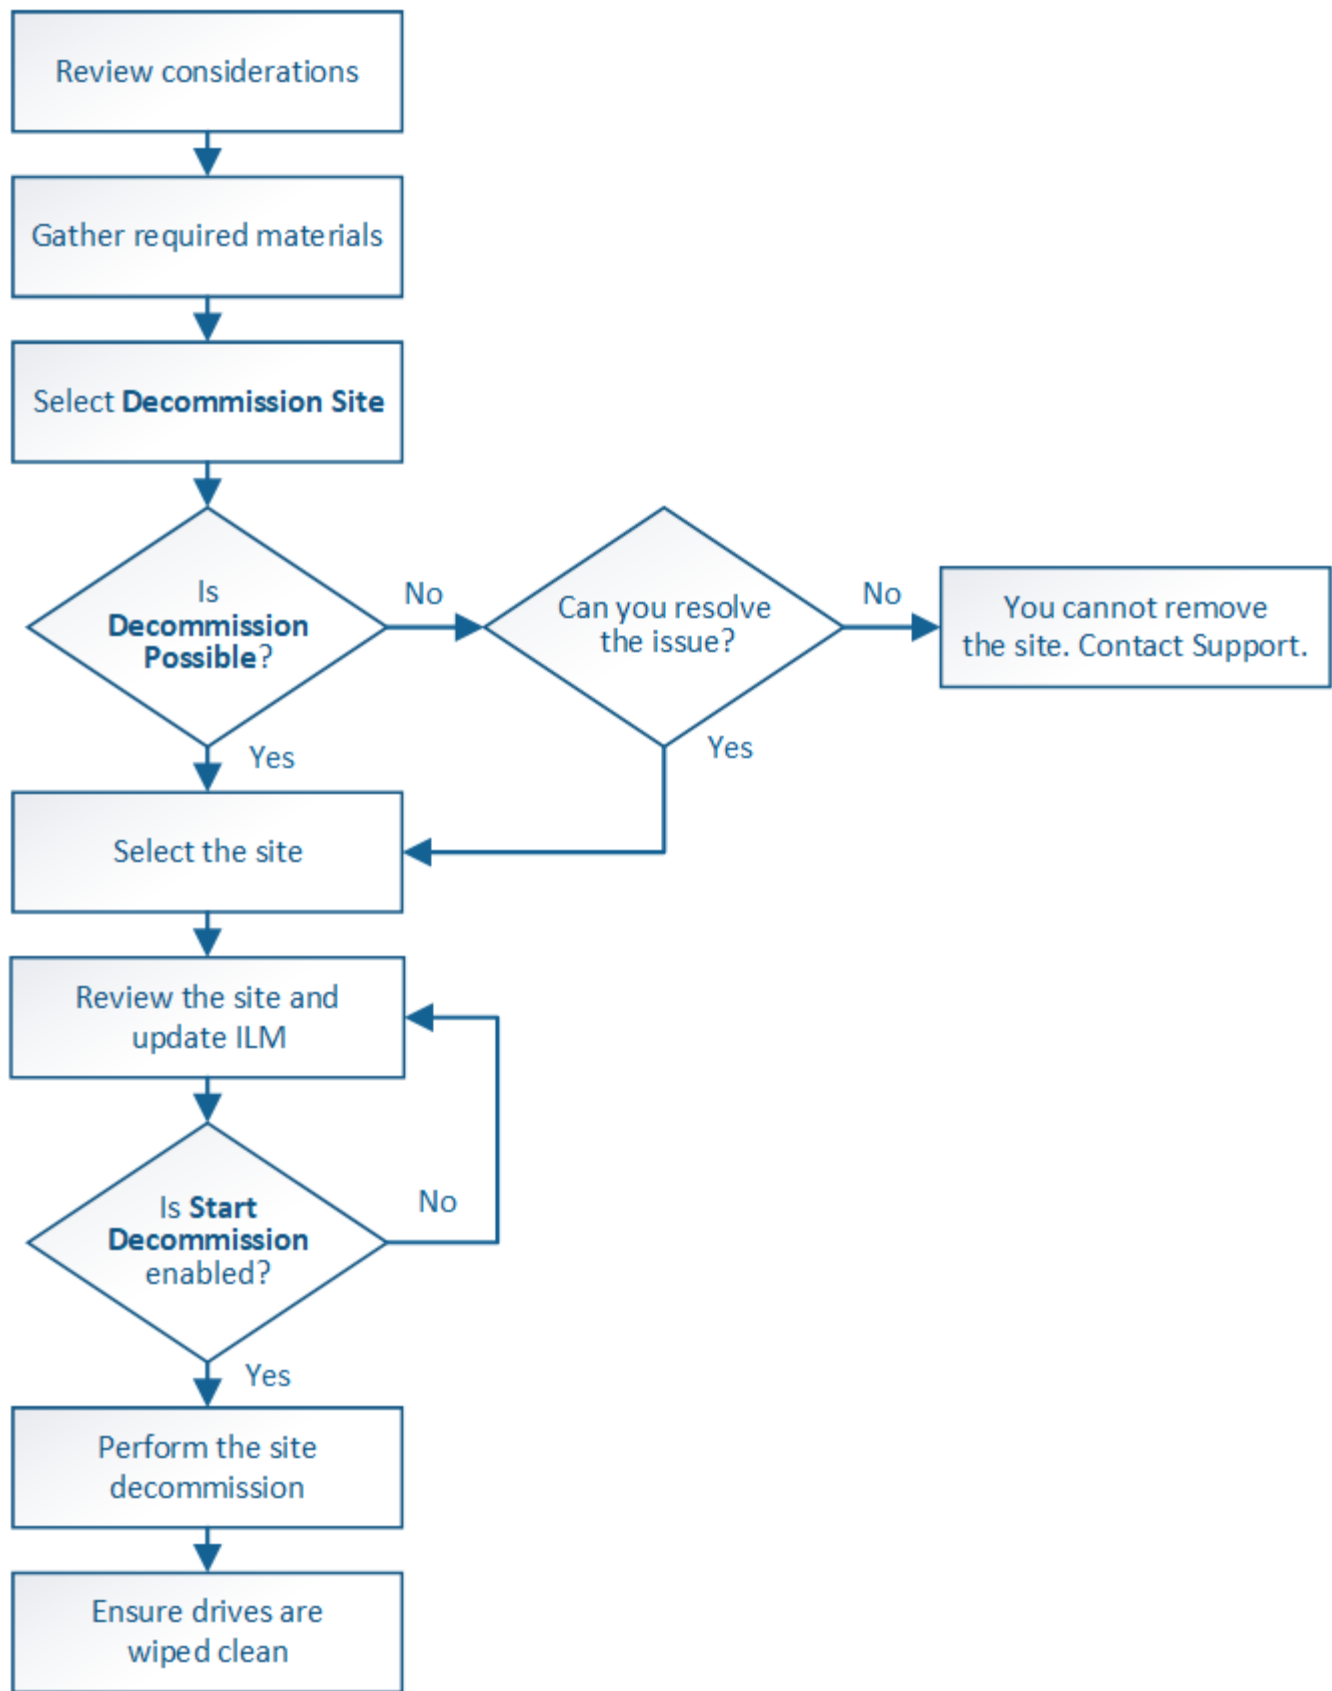 Review considerations
Gather required materials
Select Decommission Site
Is
Decommission
Possible?
No
Can you resolve
the issue?
No
You cannot remove
the site. Contact Support.
Yes
Yes
Select the site
Review the site and
update ILM
Is Start
Decommission
enabled?
No
Yes
Perform the site
decommission
Ensure drives are
wiped clean